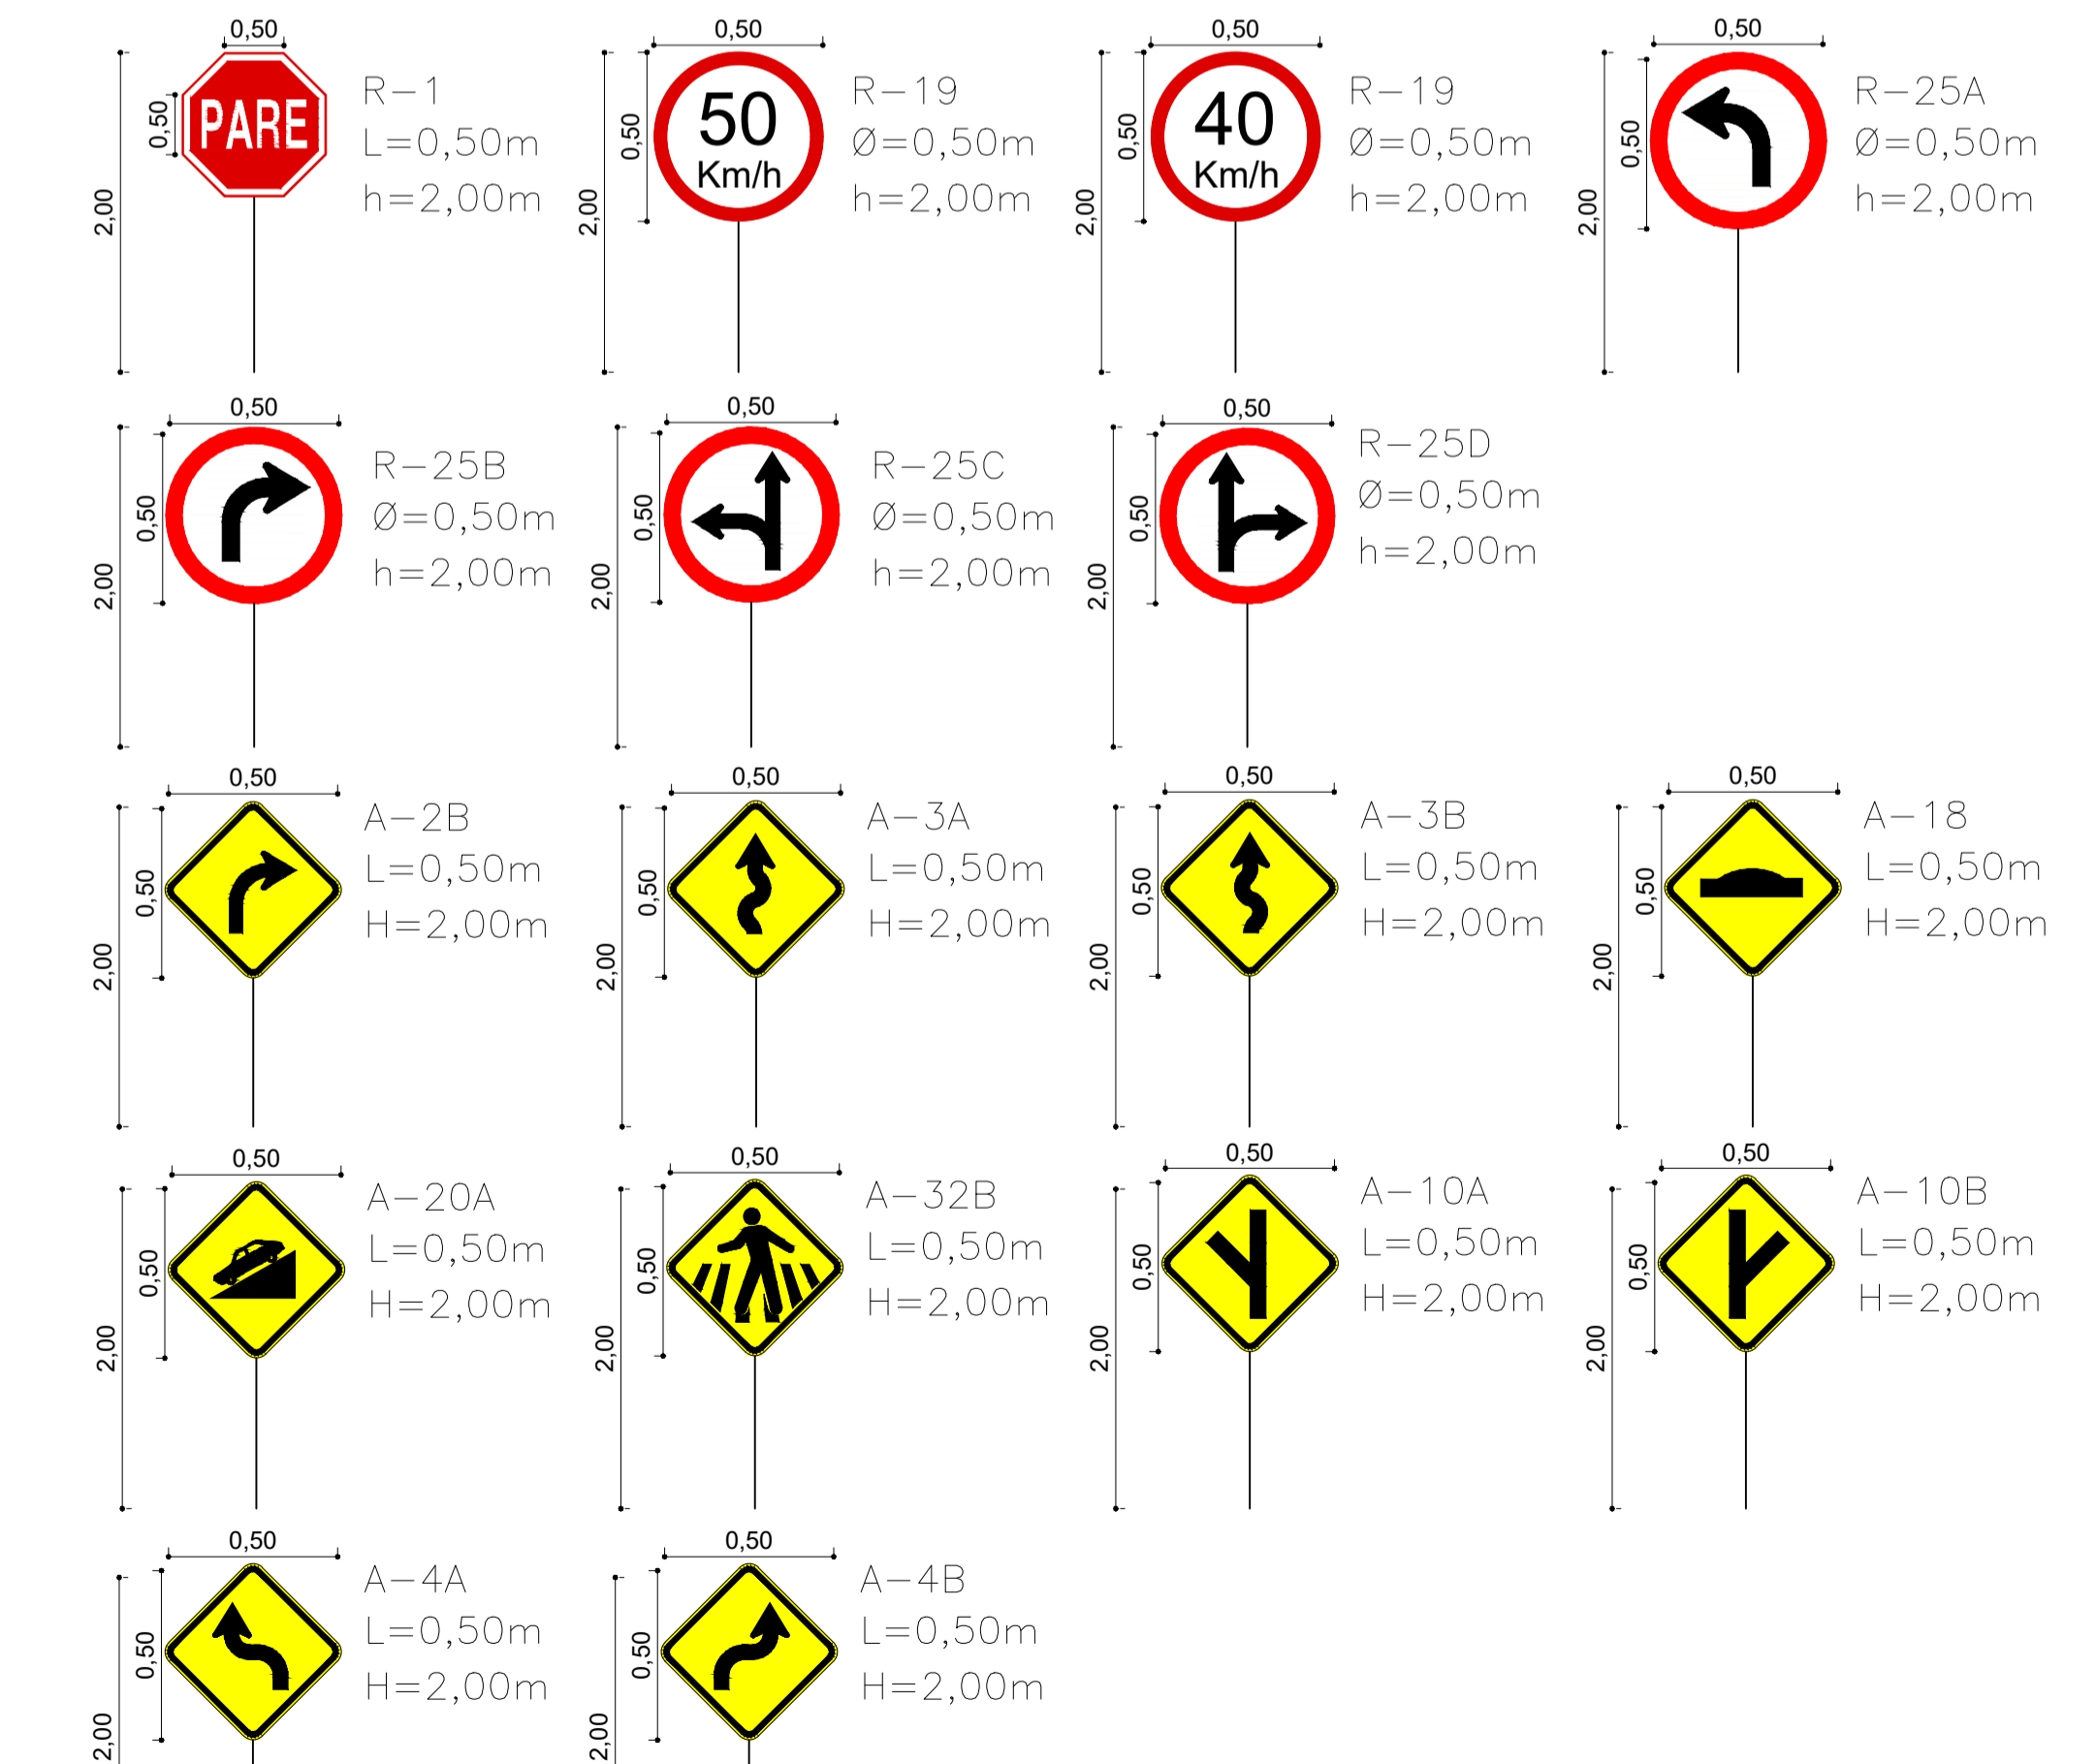 0,50
0,50
2,00
PARE
R-1
L=0,50m
h=2,00m
0,50
0,50
2,00
50
Km/h
R-19
Ø=0,50m
h=2,00m
0,50
0,50
2,00
40
Km/h
R-19
Ø=0,50m
h=2,00m
0,50
0,50
2,00
R-25A
Ø=0,50m
h=2,00m
0,50
0,50
2,00
R-25B
Ø=0,50m
h=2,00m
0,50
0,50
2,00
R-25C
Ø=0,50m
h=2,00m
0,50
0,50
2,00
R-25D
Ø=0,50m
h=2,00m
0,50
0,50
2,00
A-2B
L=0,50m
H=2,00m
0,50
0,50
2,00
A-3A
L=0,50m
H=2,00m
0,50
0,50
2,00
A-3B
L=0,50m
H=2,00m
0,50
0,50
2,00
A-18
L=0,50m
H=2,00m
0,50
0,50
2,00
A-20A
L=0,50m
H=2,00m
0,50
0,50
2,00
A-32B
L=0,50m
H=2,00m
0,50
0,50
2,00
A-10A
L=0,50m
H=2,00m
0,50
0,50
2,00
A-10B
L=0,50m
H=2,00m
0,50
0,50
2,00
A-4A
L=0,50m
H=2,00m
0,50
0,50
2,00
A-4B
L=0,50m
H=2,00m